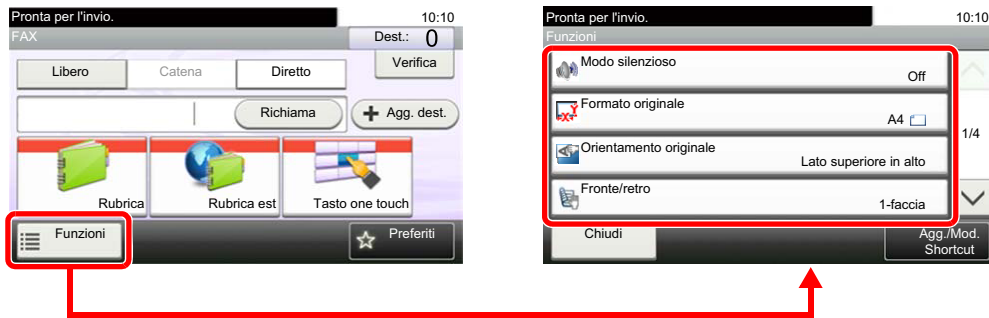 Pronta per l'invio.
10:10
FAX
Dest.: 0
Libero
Catena
Diretto
Verifica
Richiama
Agg. dest.
Rubrica
Rubrica est
Tasto one touch
Funzioni
Preferiti
Pronta per l'invio.
10:10
Funzioni
Modo silenzioso
Off
Formato originale
A4
1/4
Orientamento originale
Lato superiore in alto
Fronte/retro
1-faccia
Chiudi
Agg./Mod.
Shortcut